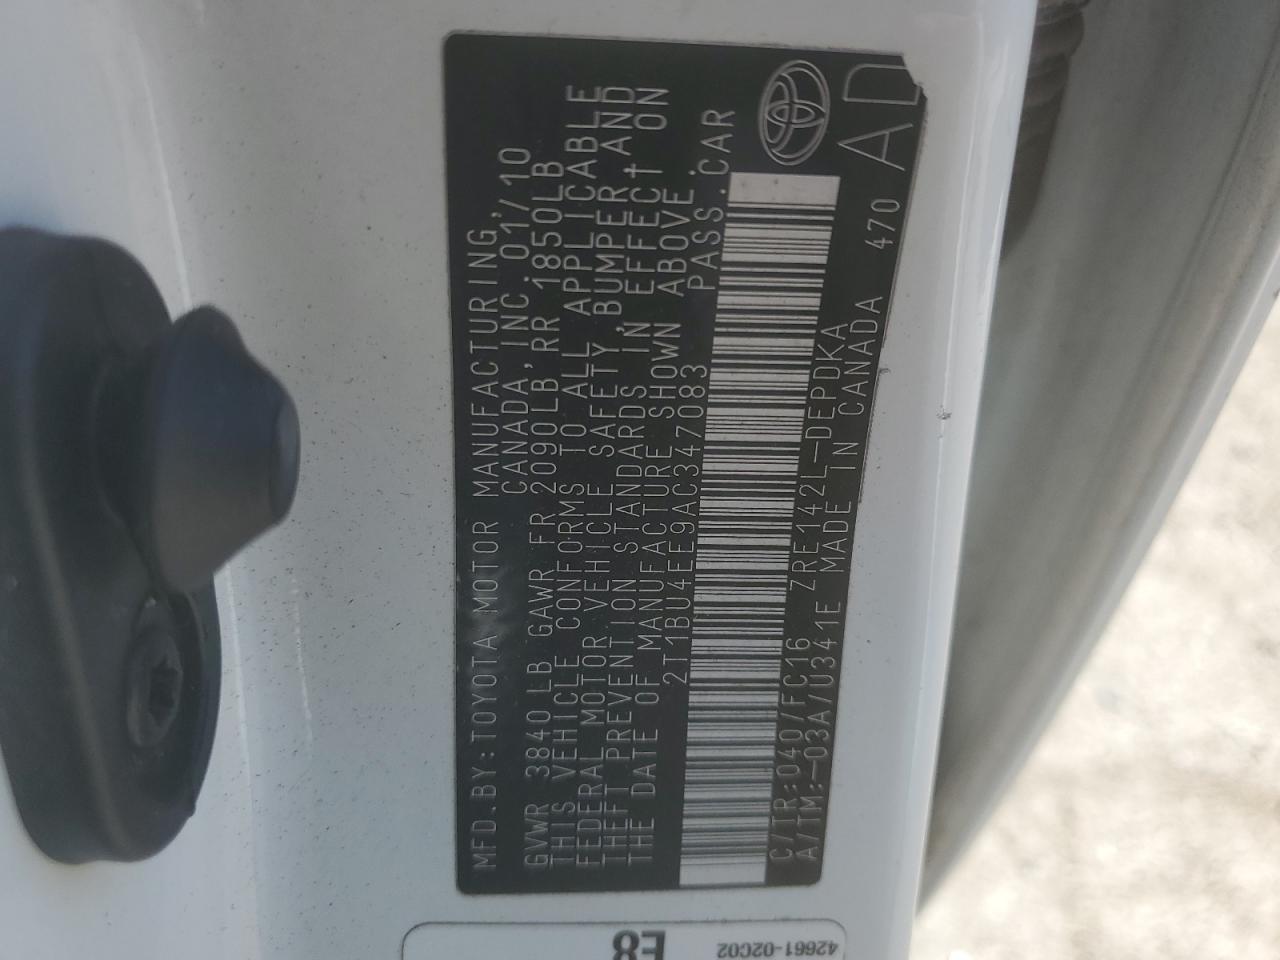 MFD.BY:TOYOTA MOTOR MANUFACTURING,
CANADA, INC. 01/10
GVWR 3840 LB GAWR FR 2090LB, RR 1850LB
THIS VEHICLE CONFORMS TO ALL APPLICABLE
FEDERAL MOTOR VEHICLE SAFETY, BUMPER AND
THEFT PREVENTION STANDARDS IN EFFECT ON
THE DATE OF MANUFACTURE SHOWN ABOVE.
2T1BU4EE9AC347083 PASS.CAR
C/TR:040/FC16 ZRE142L-DEPDKA
A/TM:-03A/U341E MADE IN CANADA 470
AD
E8
42661-02C02